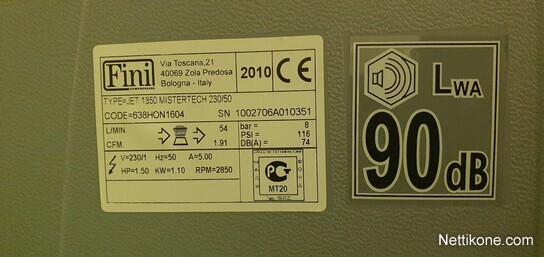 Fini
COMPRESSORS
Via Toscana,21
40069 Zola Predosa
Bologna - Italy
2010 CE
TYPE=JET 1850 MISTERTECH 230/50
CODE=638HON1604 SN 1002706A010351
L/MIN 54 bar = 8
PSI = 116
CFM. 1.91 DB(A) = 74
V=230/1 Hz=50 A=5.00
HP=1.50 KW=1.10 RPM=2850
МТ20
LWA
90 dB
Nettikone.com